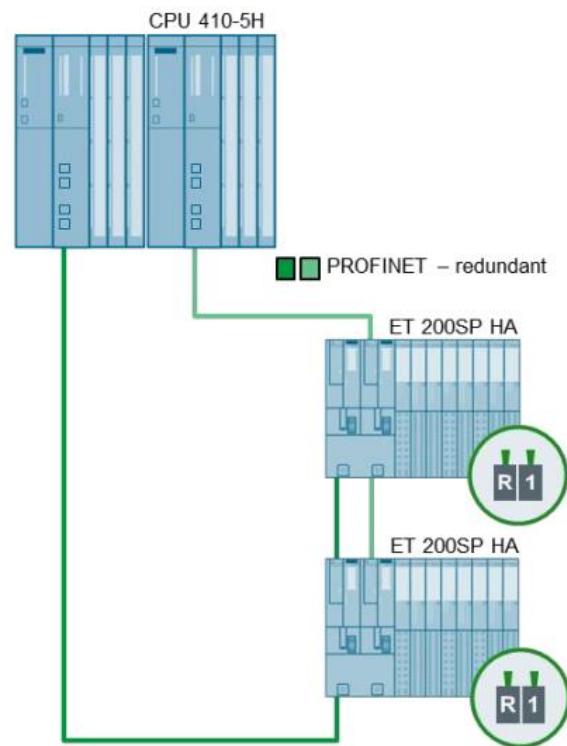 CPU 410-5H
PROFINET – redundant
ET 200SP HA
R 1
ET 200SP HA
R 1